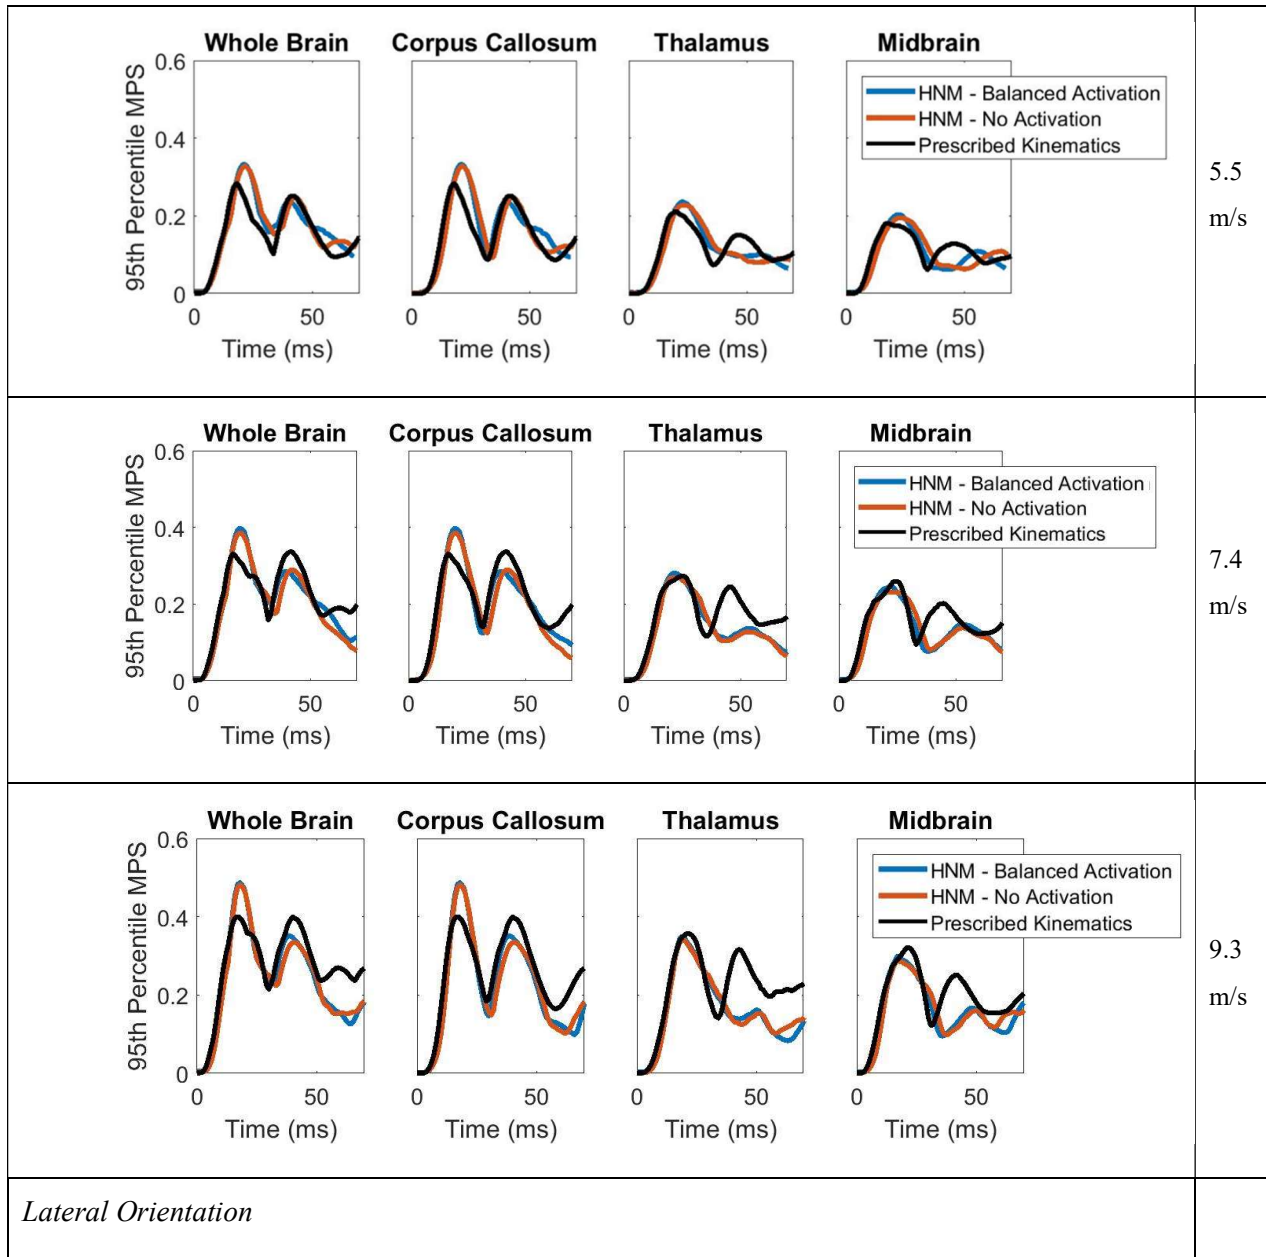 Whole Brain Corpus Callosum Thalamus Midbrain
95th Percentile MPS
0.6
0.4
0.2
0
HNM - Balanced Activation
HNM - No Activation
Prescribed Kinematics
0 50 0 50 0 50 0 50
Time (ms) Time (ms) Time (ms) Time (ms)
5.5
m/s
Whole Brain Corpus Callosum Thalamus Midbrain
95th Percentile MPS
0.6
0.4
0.2
0
HNM - Balanced Activation
HNM - No Activation
Prescribed Kinematics
0 50 0 50 0 50 0 50
Time (ms) Time (ms) Time (ms) Time (ms)
7.4
m/s
Whole Brain Corpus Callosum Thalamus Midbrain
95th Percentile MPS
0.6
0.4
0.2
0
HNM - Balanced Activation
HNM - No Activation
Prescribed Kinematics
0 50 0 50 0 50 0 50
Time (ms) Time (ms) Time (ms) Time (ms)
9.3
m/s
Lateral Orientation